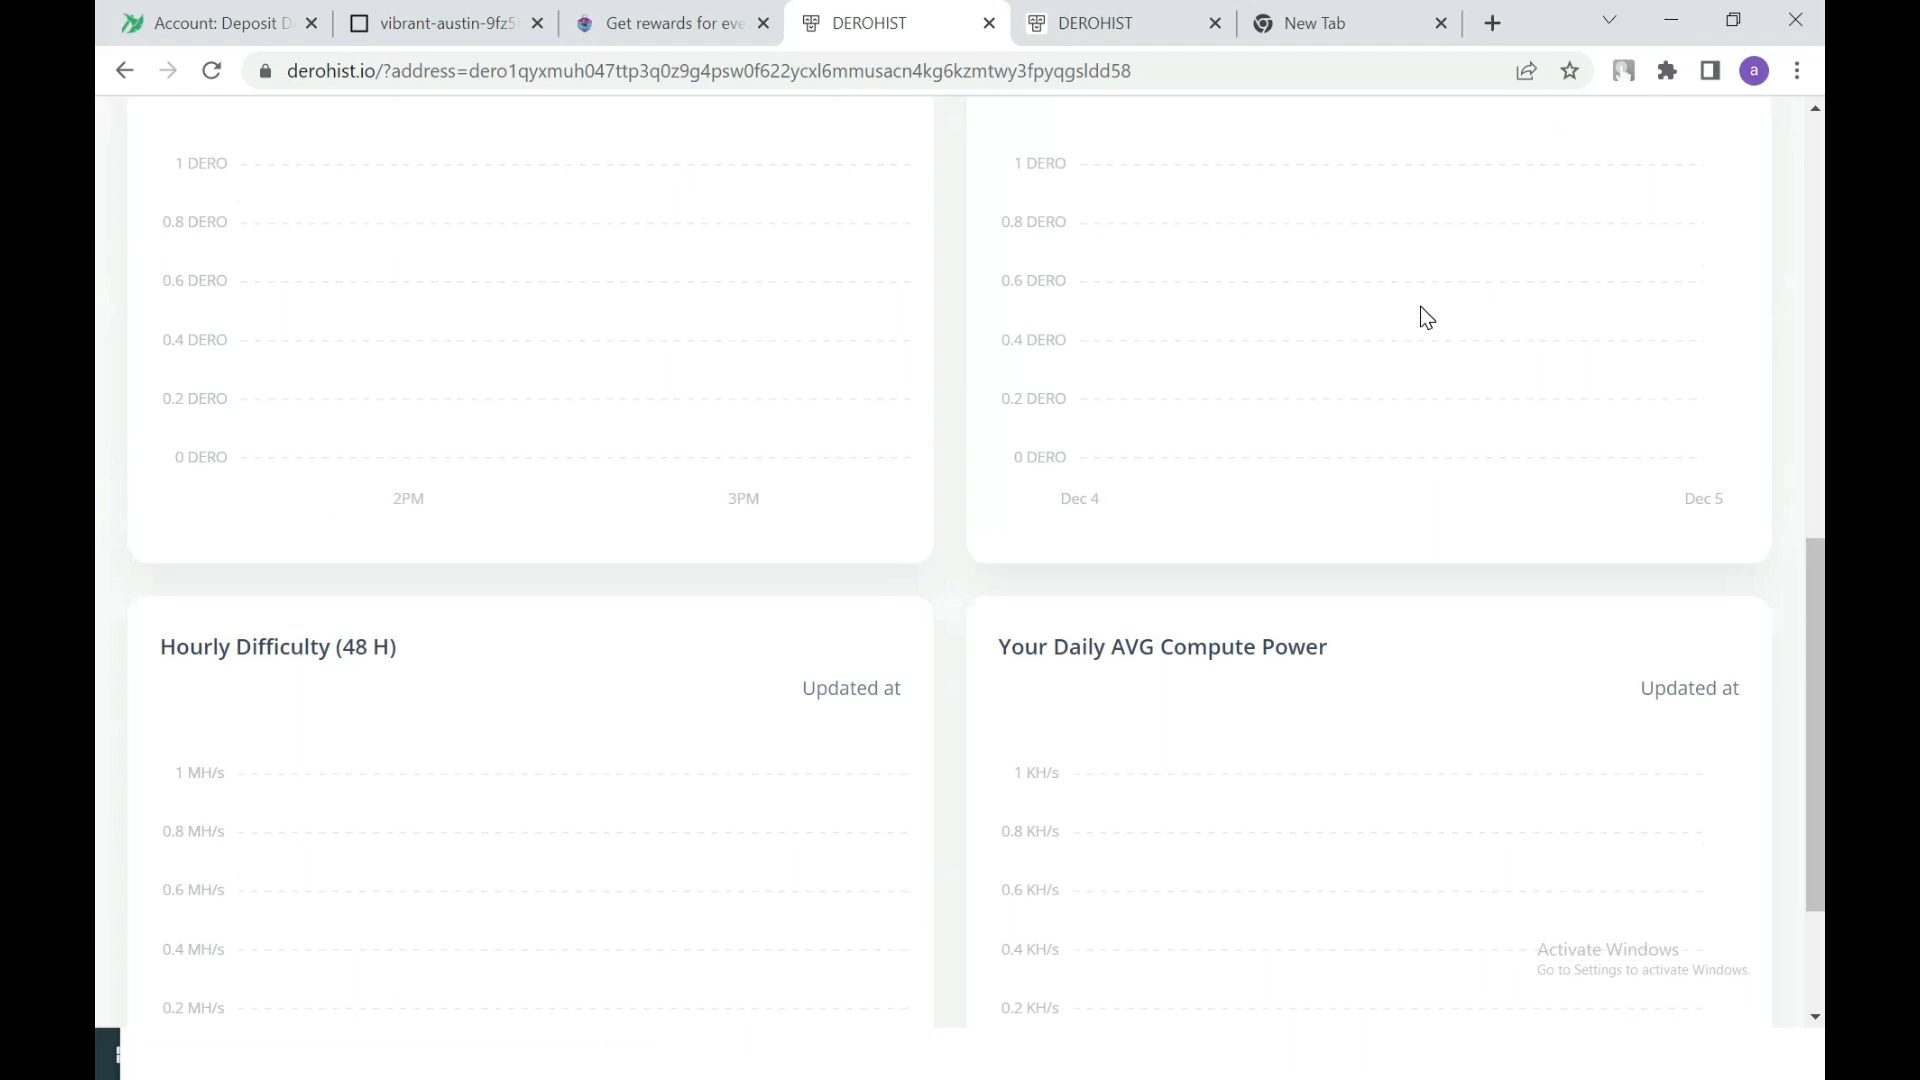 Account: Deposit D
vibrant-austin-9fz5
Get rewards for eve
DEROHIST
DEROHIST
New Tab
derohist.io/?address=dero1qyxmuh047ttp3q0z9g4psw0f622ycxl6mmusacn4kg6kzmtwy3fpyqgsldd58
a
1 DERO
0.8 DERO
0.6 DERO
0.4 DERO
0.2 DERO
0 DERO
2PM
3PM
1 DERO
0.8 DERO
0.6 DERO
0.4 DERO
0.2 DERO
0 DERO
Dec 4
Dec 5
Hourly Difficulty (48 H)
Updated at
1 MH/s
0.8 MH/s
0.6 MH/s
0.4 MH/s
0.2 MH/s
Your Daily AVG Compute Power
Updated at
1 KH/s
0.8 KH/s
0.6 KH/s
0.4 KH/s
0.2 KH/s
Activate Windows
Go to Settings to activate Windows.